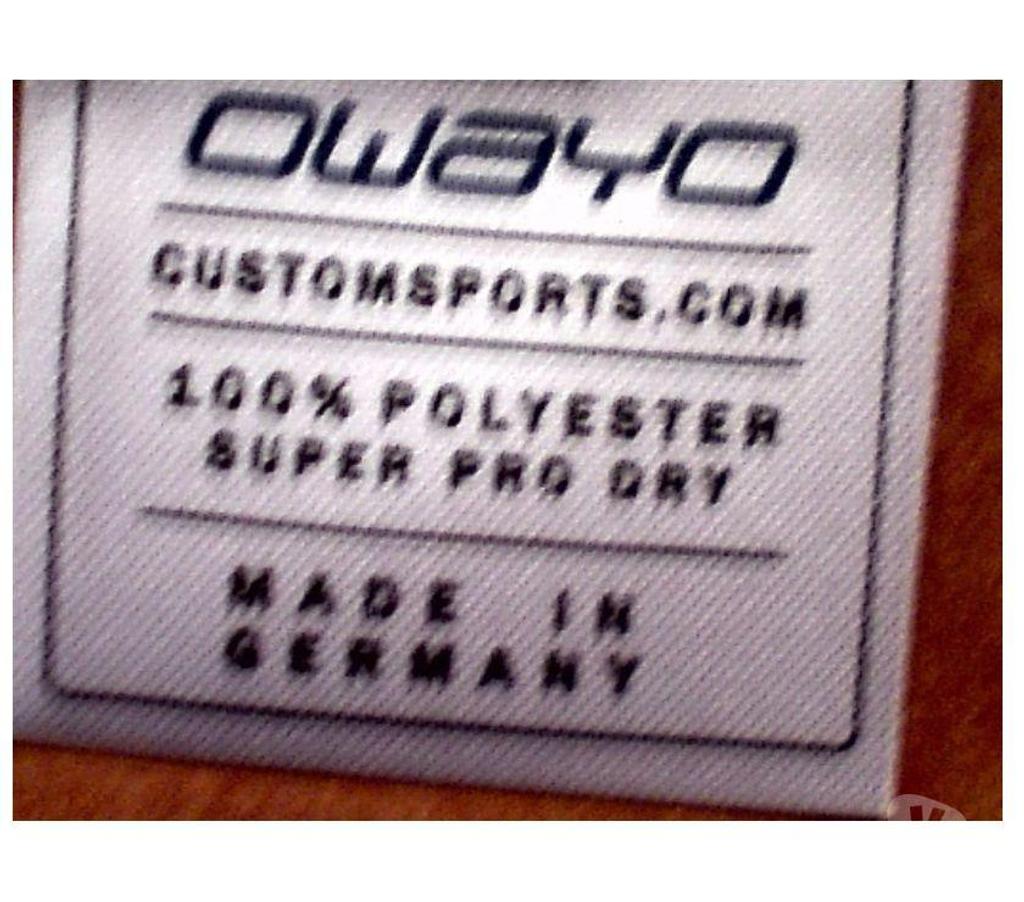 OWAYO
CUSTOMSPORTS.COM
100% POLYESTER
SUPER PRO DRY
MADE IN
GERMANY